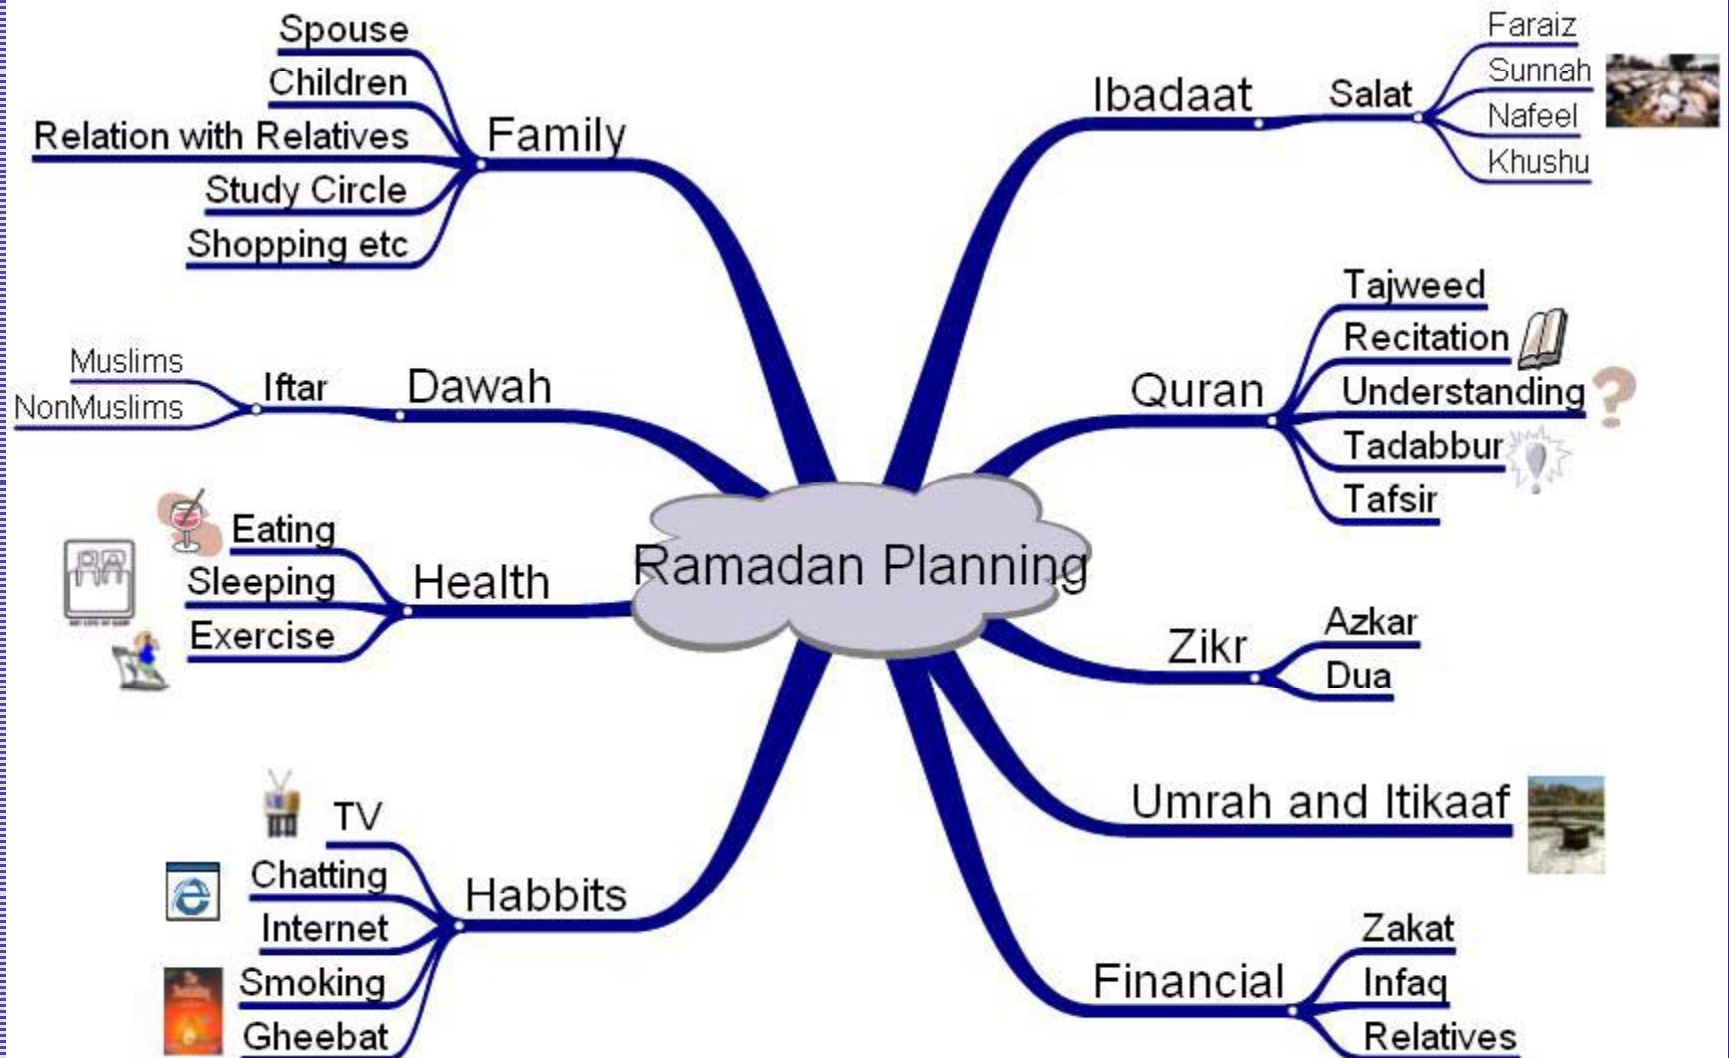 Ramadan Planning
Ibadaat
Salat
Faraiz
Sunnah
Nafeel
Khushu
Quran
Tajweed
Recitation
Understanding
Tadabbur
Tafsir
Zikr
Azkar
Dua
Umrah and Itikaaf
Financial
Zakat
Infaq
Relatives
Family
Spouse
Children
Relation with Relatives
Study Circle
Shopping etc
Dawah
Iftar
Muslims
NonMuslims
Health
Eating
Sleeping
Exercise
Habbits
TV
Chatting
Internet
Smoking
Gheebat